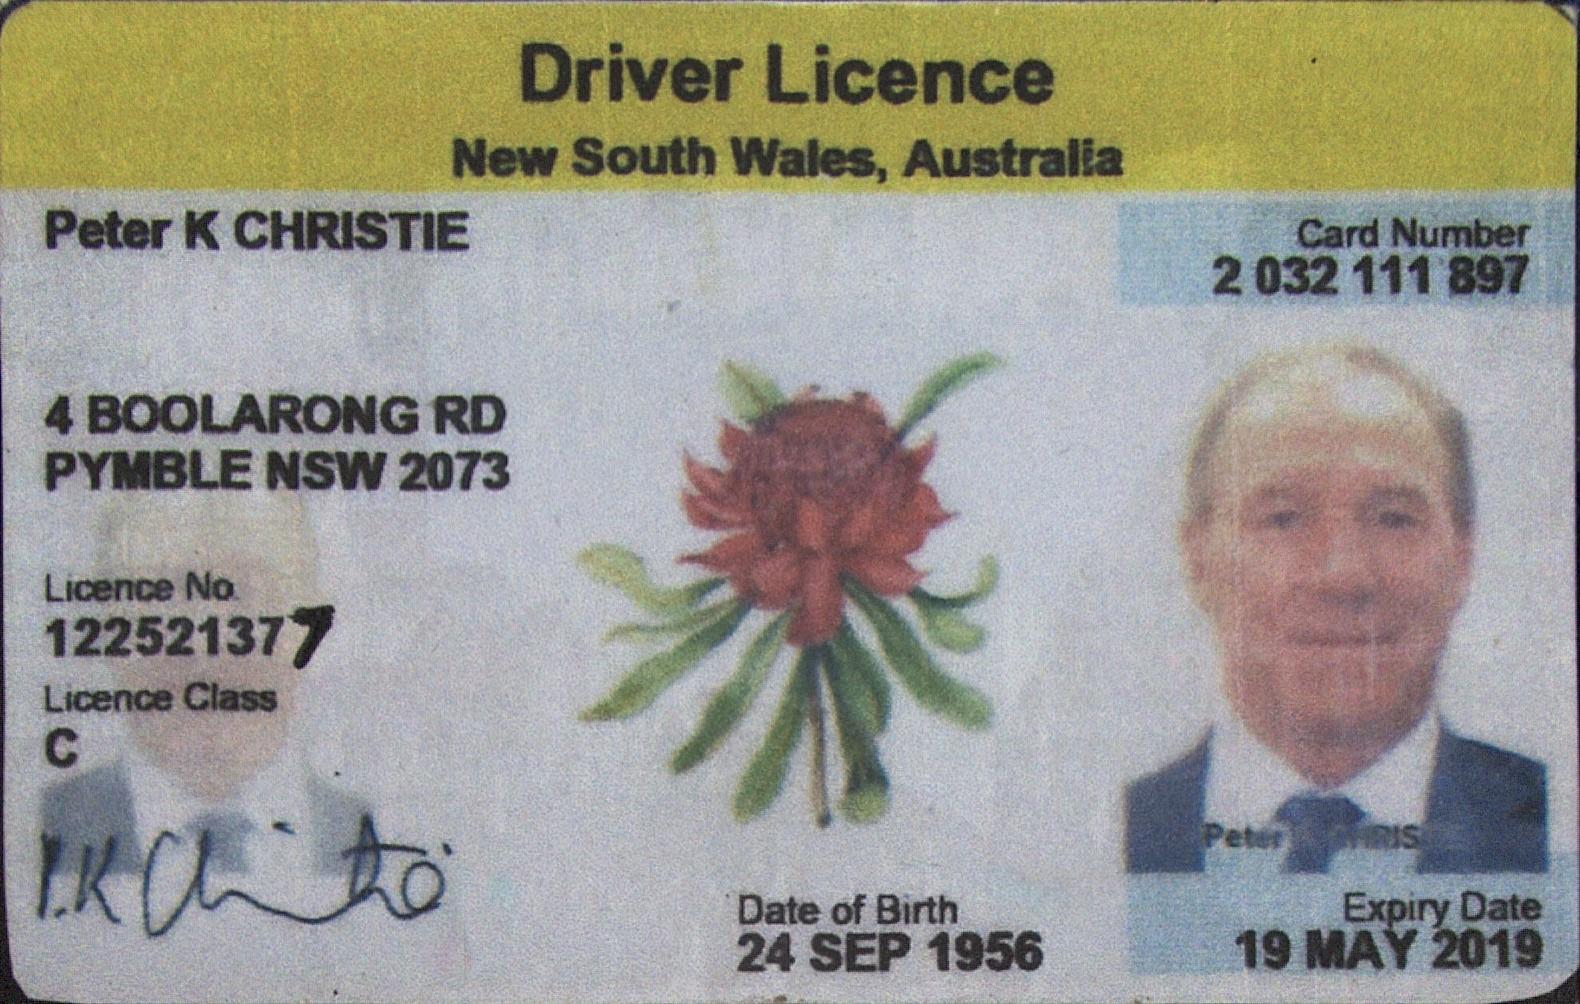 Driver Licence
New South Wales, Australia
Peter K CHRISTIE
Card Number
2 032 111 897
4 BOOLARONG RD
PYMBLE NSW 2073
Licence No
122521377
Licence Class
C
P.K Christie
Peter K CHRIS
Date of Birth
24 SEP 1956
Expiry Date
19 MAY 2019